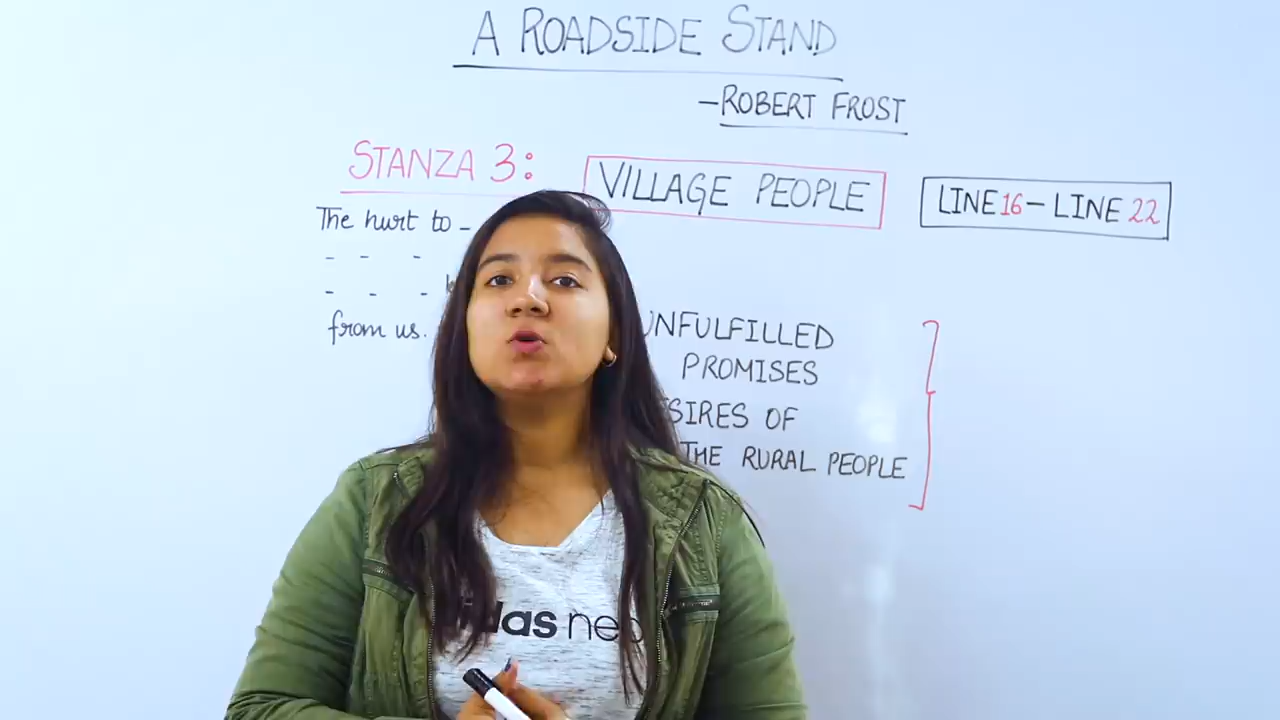 A ROADSIDE STAND
-ROBERT FROST
STANZA 3:
VILLAGE PEOPLE
LINE 16 - LINE 22
The hurt to -
- - -
- - -
from us.
UNFULFILLED
PROMISES
OF
THE RURAL PEOPLE
neo